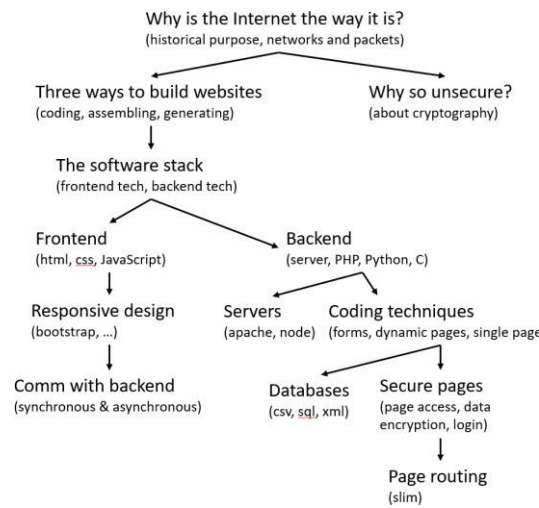 Why is the Internet the way it is?
(historical purpose, networks and packets)
Three ways to build websites
(coding, assembling, generating)
Why so unsecure?
(about cryptography)
The software stack
(frontend tech, backend tech)
Frontend
(html, css, JavaScript)
Backend
(server, PHP, Python, C)
Responsive design
(bootstrap, ...)
Servers
(apache, node)
Coding techniques
(forms, dynamic pages, single page
Comm with backend
(synchronous & asynchronous)
Databases
(csv, sql, xml)
Secure pages
(page access, data
encryption, login)
Page routing
(slim)